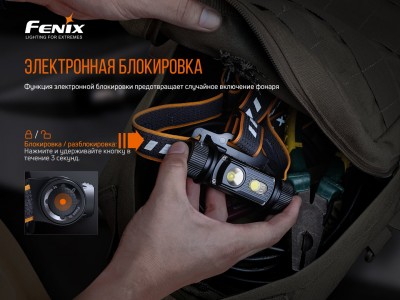 FENIX
LIGHTING FOR EXTREMES
ЭЛЕКТРОННАЯ БЛОКИРОВКА
Функция электронной блокировки предотвращает случайное включение фонаря
Блокировка / разблокировка:
Нажмите и удерживайте кнопку в
течение 3 секунд.